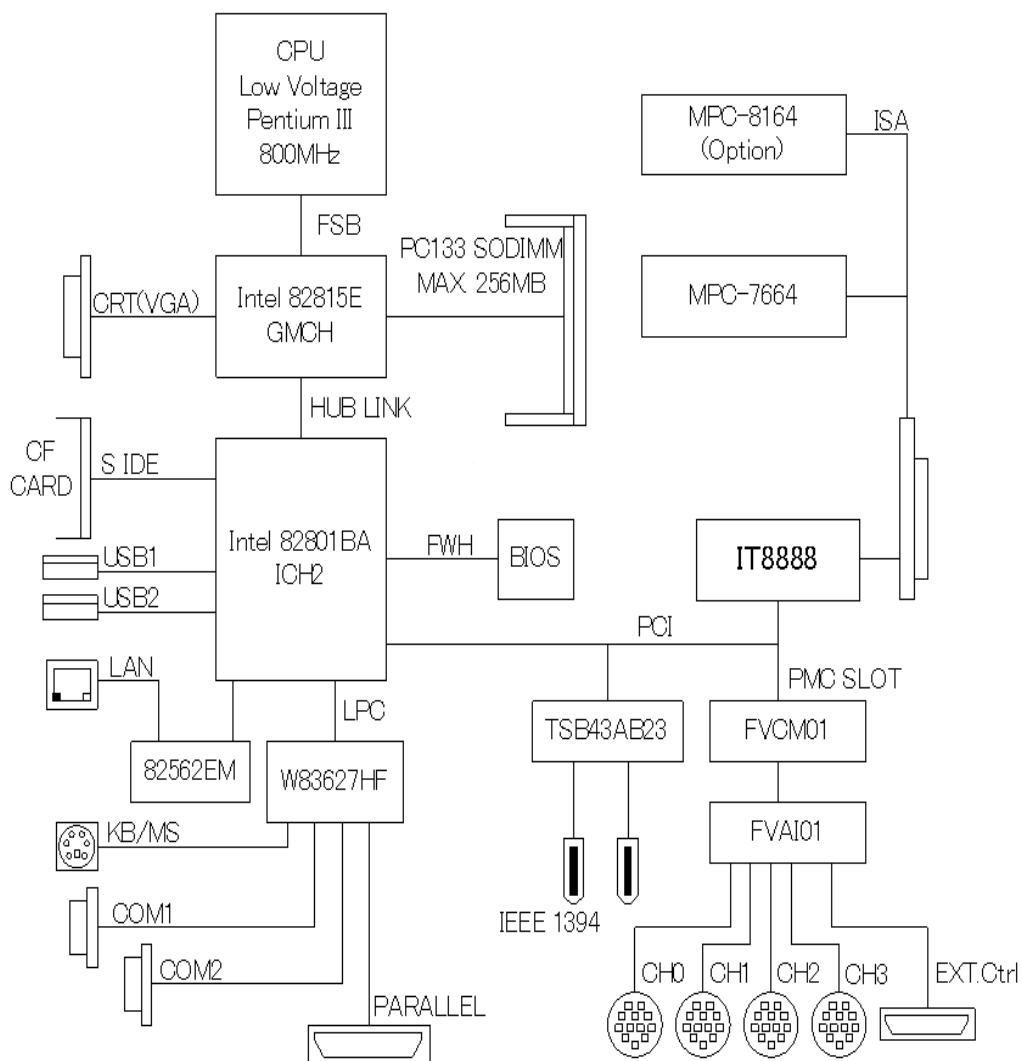 CPU
Low Voltage
Pentium III
800MHz
MPC-8164
(Option)
ISA
FSB
PC133 SODIMM
MAX 256MB
CRT(VGA)
Intel 82815E
GMCH
MPC-7664
HUB LINK
CF
CARD
S IDE
Intel 82801BA
ICH2
FWH
BIOS
IT8888
USB1
USB2
PCI
LAN
LPC
PMC SLOT
82562EM
W83627HF
TSB43AB23
FVCM01
KB/MS
FVAI01
COM1
IEEE 1394
COM2
CH0
CH1
CH2
CH3
EXT.Ctrl
PARALLEL